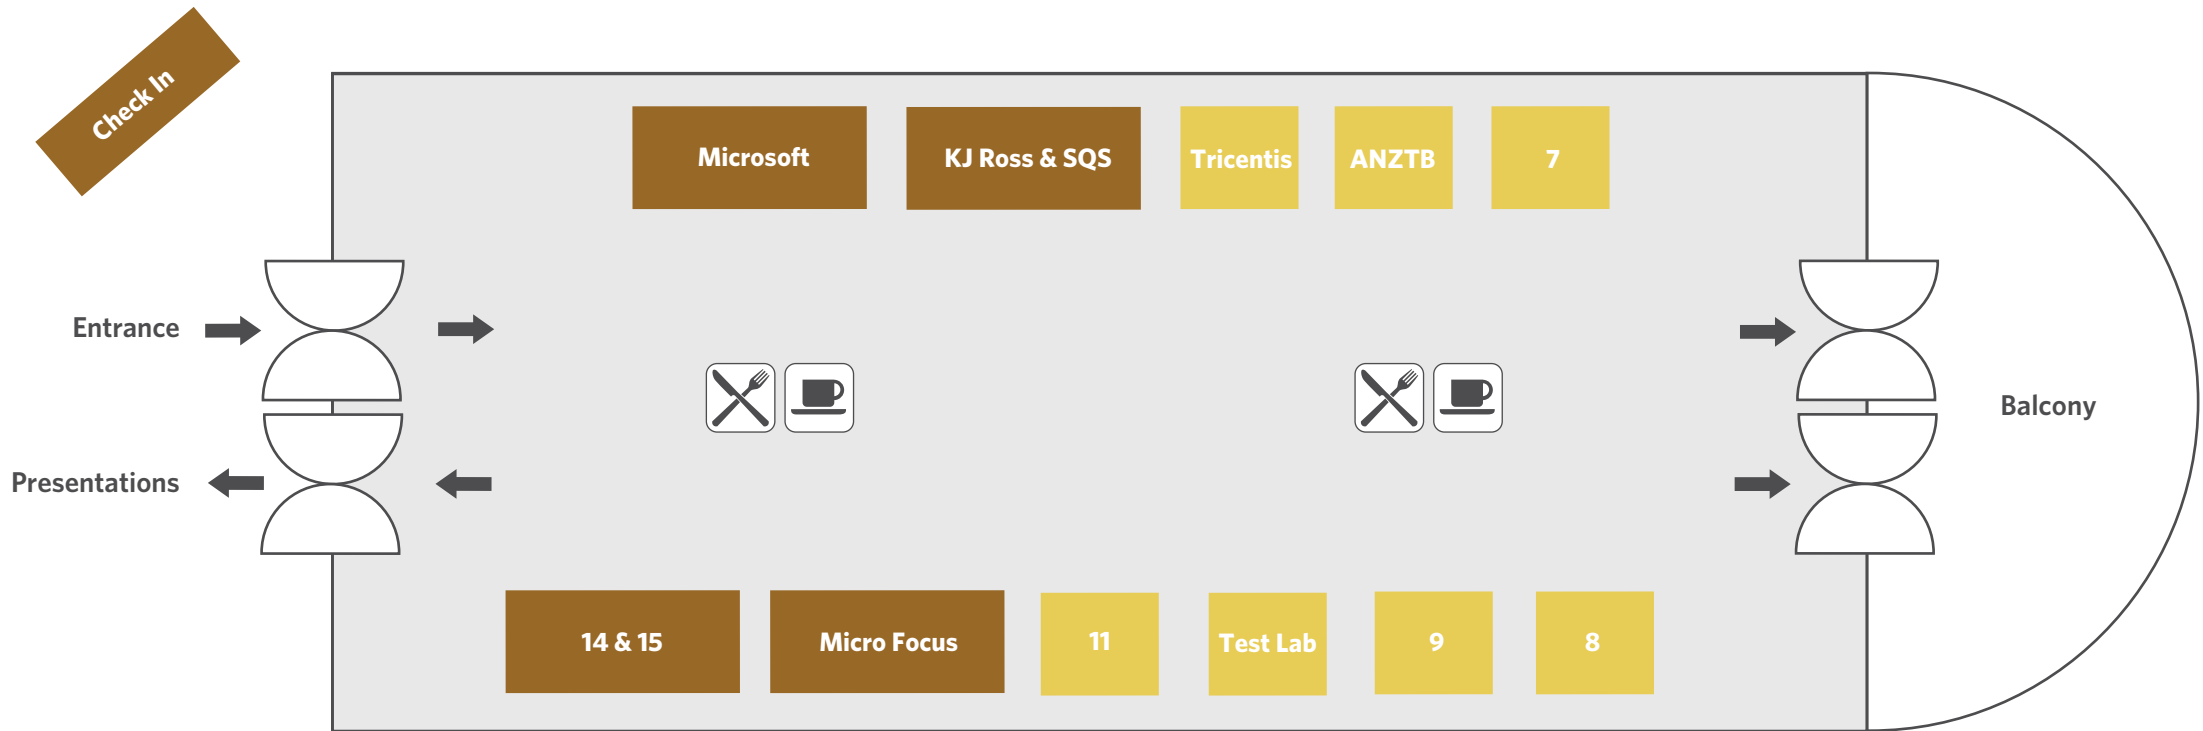 Check In
Microsoft
KJ Ross & SQS
Tricentis
ANZTB
7
Entrance
Balcony
Presentations
14 & 15
Micro Focus
11
Test Lab
9
8